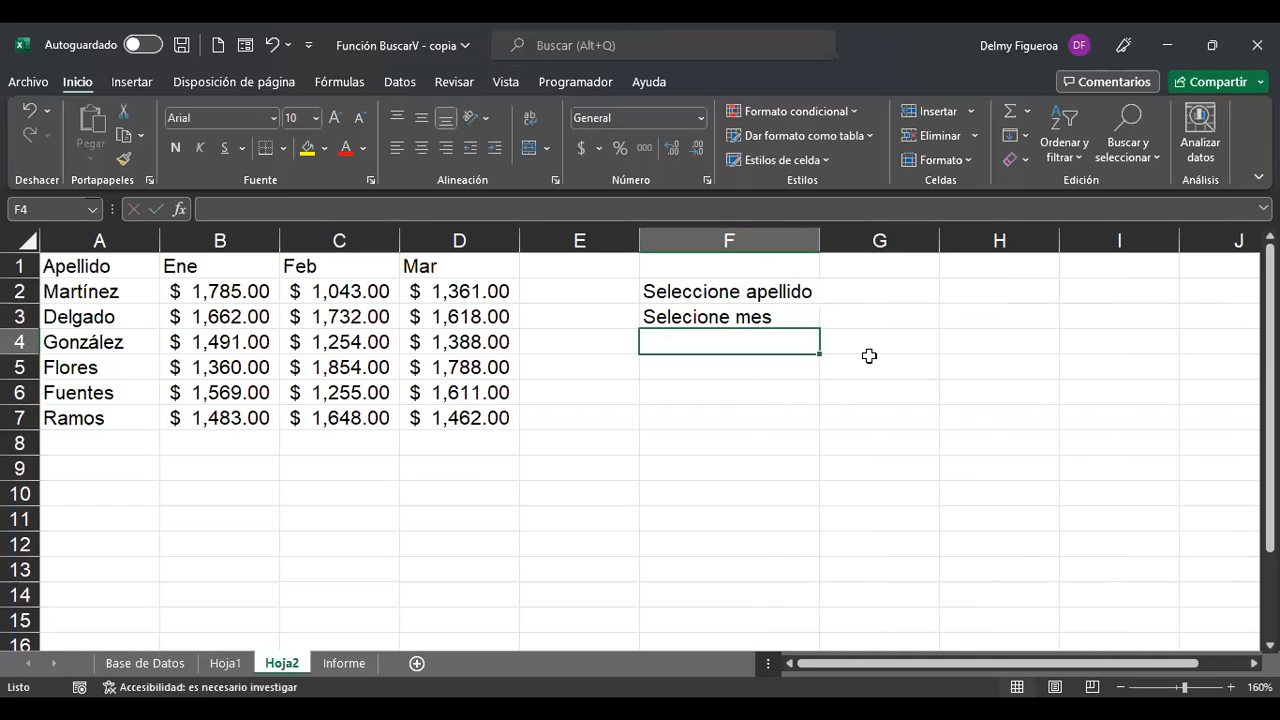 Autoguardado
Función BuscarV - copia
Buscar (Alt+Q)
Delmy Figueroa
DF
Archivo Inicio Insertar Disposición de página Fórmulas Datos Revisar Vista Programador Ayuda
Comentarios
Compartir
Pegar
Arial 10
N K S
General
$ % 000
Formato condicional
Dar formato como tabla
Estilos de celda
Insertar
Eliminar
Formato
Ordenar y filtrar
Buscar y seleccionar
Analizar datos
Deshacer Portapapeles Fuente Alineación Número Estilos Celdas Edición Análisis
F4
fx
A B C D E F G H I J
1 Apellido Ene Feb Mar
2 Martínez $ 1,785.00 $ 1,043.00 $ 1,361.00 Seleccione apellido
3 Delgado $ 1,662.00 $ 1,732.00 $ 1,618.00 Selecione mes
4 González $ 1,491.00 $ 1,254.00 $ 1,388.00
5 Flores $ 1,360.00 $ 1,854.00 $ 1,788.00
6 Fuentes $ 1,569.00 $ 1,255.00 $ 1,611.00
7 Ramos $ 1,483.00 $ 1,648.00 $ 1,462.00
8
9
10
11
12
13
14
15
16
Base de Datos Hoja1 Hoja2 Informe
Listo
Accesibilidad: es necesario investigar
160%